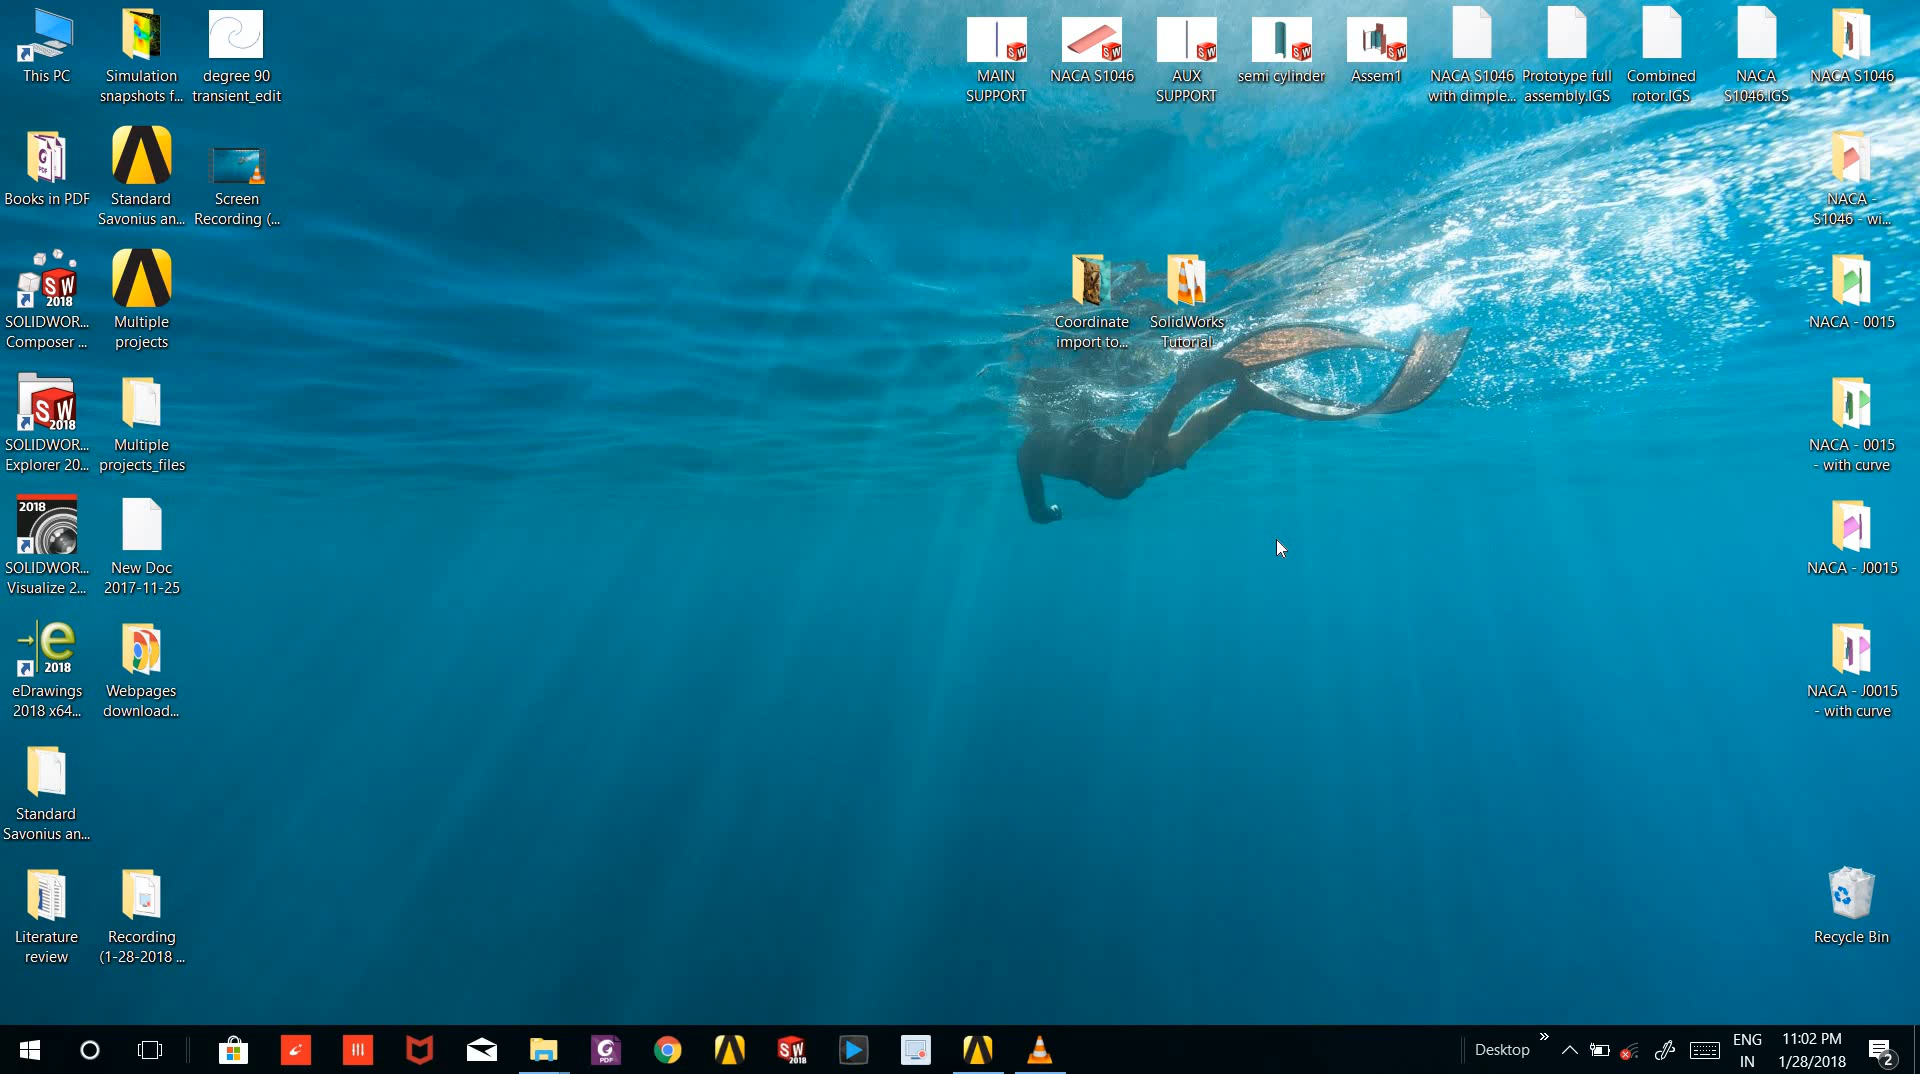 This PC
Simulation
snapshots f...
degree 90
transient_edit
MAIN
SUPPORT
NACA S1046
AUX
SUPPORT
semi cylinder
Assem1
NACA S1046
with dimple...
Prototype full
assembly.IGS
Combined
rotor.IGS
NACA
S1046.IGS
NACA S1046
Books in PDF
Standard
Savonius an...
Screen
Recording (...
NACA -
S1046 - wi...
SOLIDWOR...
Composer ...
Multiple
projects
Coordinate
import to...
SolidWorks
Tutorial
NACA - 0015
SOLIDWOR...
Explorer 20...
Multiple
projects_files
NACA - 0015
- with curve
2018
SOLIDWOR...
Visualize 2...
New Doc
2017-11-25
NACA - J0015
eDrawings
2018 x64...
Webpages
download...
NACA - J0015
- with curve
Standard
Savonius an...
Literature
review
Recording
(1-28-2018 ...
Recycle Bin
Desktop
ENG
IN
11:02 PM
1/28/2018
2